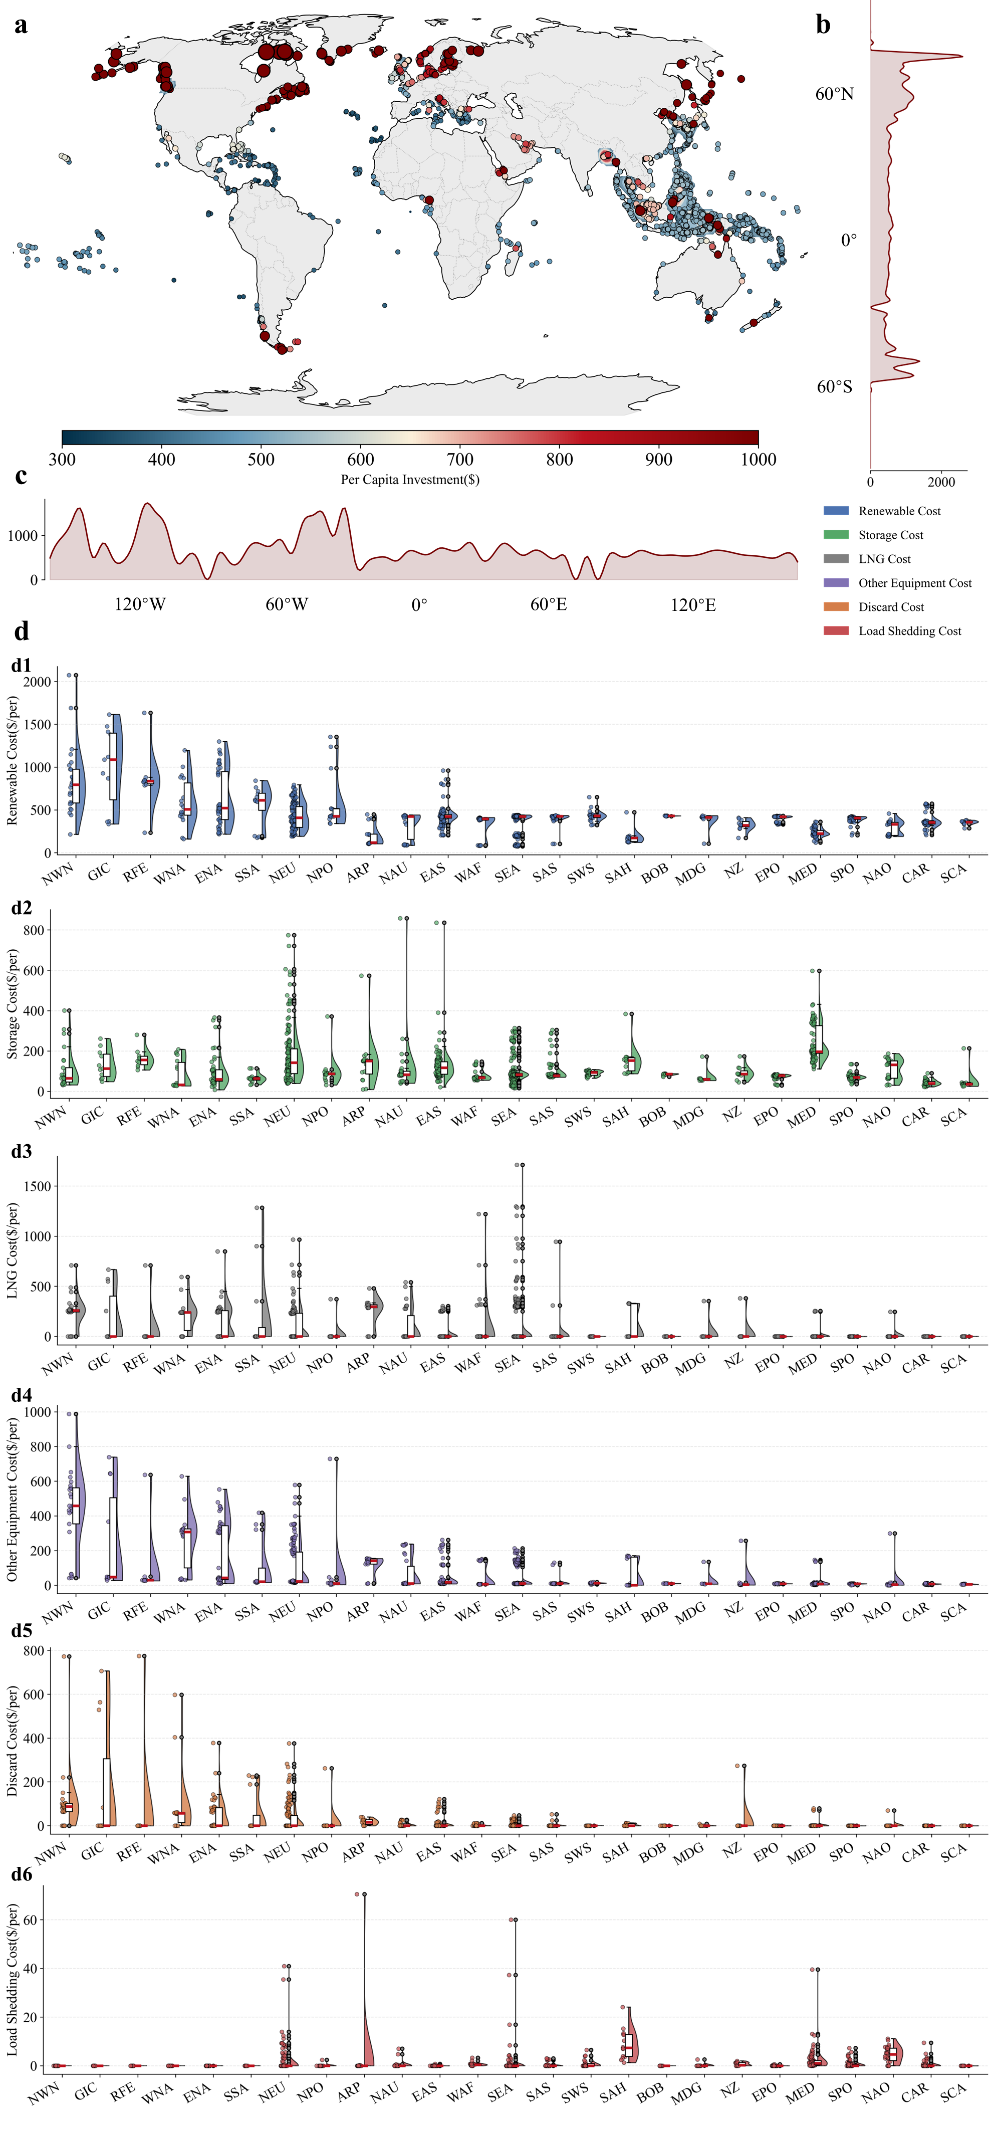 a
b
60°N
0°
60°S
0 2000
300 400 500 600 700 800 900 1000
Per Capita Investment($)
c
1000
0
120°W 60°W 0° 60°E 120°E
Renewable Cost
Storage Cost
LNG Cost
Other Equipment Cost
Discard Cost
Load Shedding Cost
d
d1
Renewable Cost($/per)
2000
1500
1000
500
0
NWN GIC RFE WNA ENA SSA NEU NPO ARP NAU EAS WAF SEA SAS SWS SAH BOB MDG NZ EPO MED SPO NAO CAR SCA
d2
Storage Cost($/per)
800
600
400
200
0
NWN GIC RFE WNA ENA SSA NEU NPO ARP NAU EAS WAF SEA SAS SWS SAH BOB MDG NZ EPO MED SPO NAO CAR SCA
d3
LNG Cost($/per)
1500
1000
500
0
NWN GIC RFE WNA ENA SSA NEU NPO ARP NAU EAS WAF SEA SAS SWS SAH BOB MDG NZ EPO MED SPO NAO CAR SCA
d4
Other Equipment Cost($/per)
1000
800
600
400
200
0
NWN GIC RFE WNA ENA SSA NEU NPO ARP NAU EAS WAF SEA SAS SWS SAH BOB MDG NZ EPO MED SPO NAO CAR SCA
d5
Discard Cost($/per)
800
600
400
200
0
NWN GIC RFE WNA ENA SSA NEU NPO ARP NAU EAS WAF SEA SAS SWS SAH BOB MDG NZ EPO MED SPO NAO CAR SCA
d6
Load Shedding Cost($/per)
60
40
20
0
NWN GIC RFE WNA ENA SSA NEU NPO ARP NAU EAS WAF SEA SAS SWS SAH BOB MDG NZ EPO MED SPO NAO CAR SCA